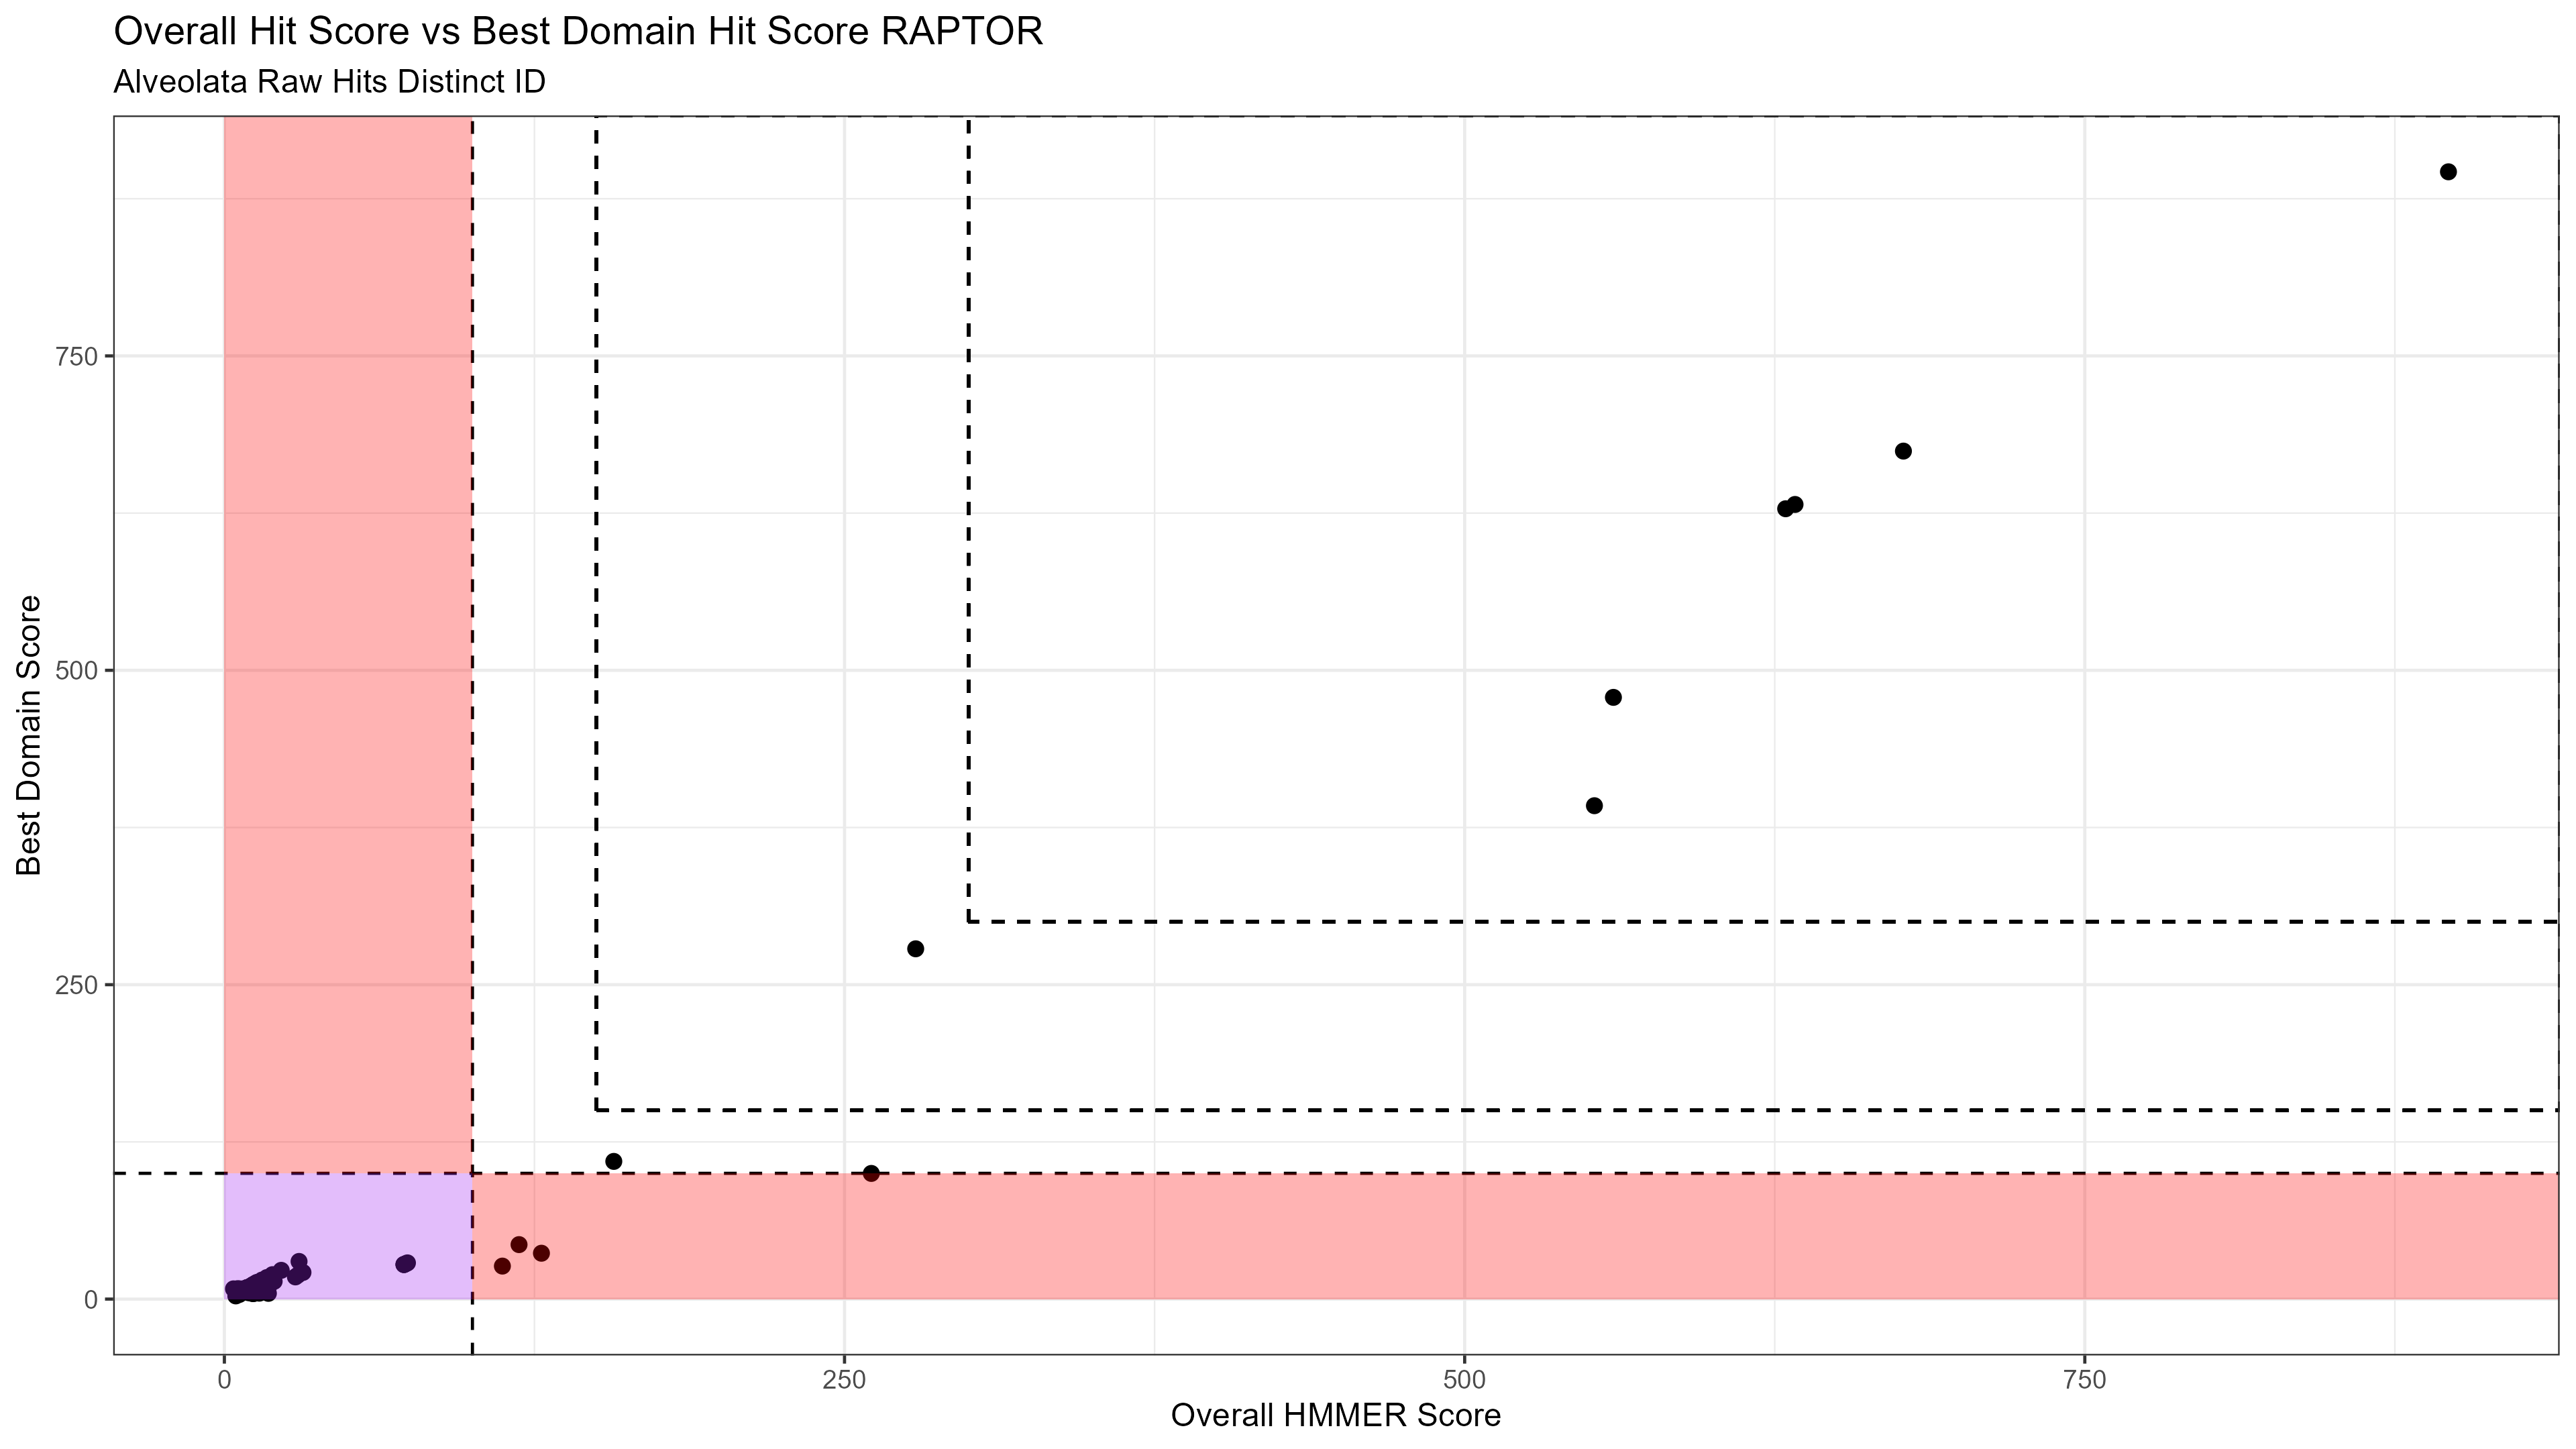 Overall Hit Score vs Best Domain Hit Score RAPTOR
Alveolata Raw Hits Distinct ID
Best Domain Score
750
500
250
0
0 250 500 750
Overall HMMER Score